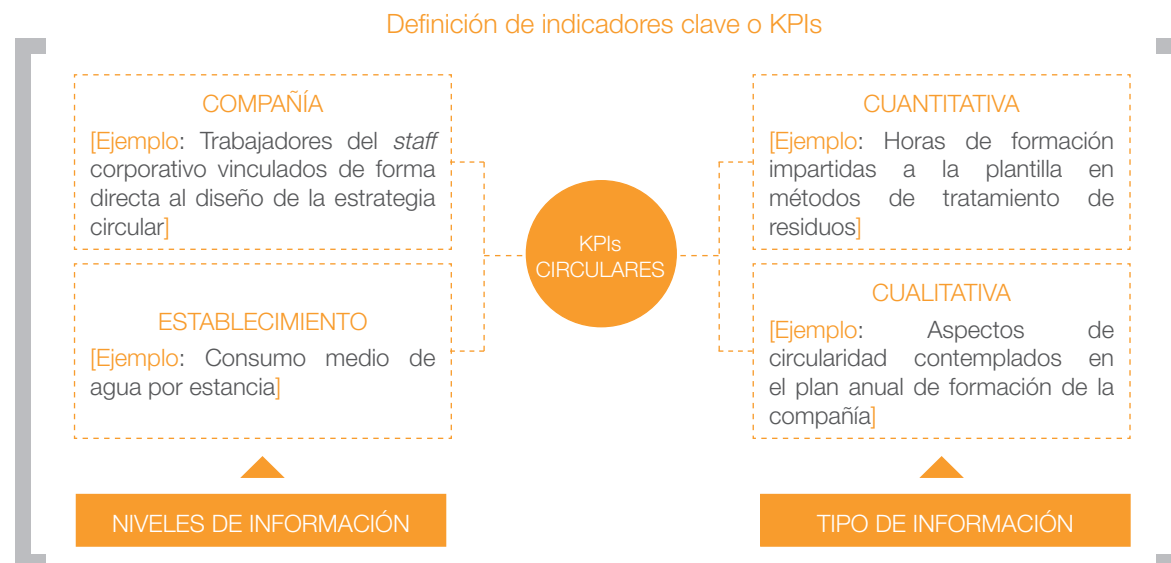 Definición de indicadores clave o KPIs
COMPAÑÍA
[Ejemplo: Trabajadores del staff
corporativo vinculados de forma
directa al diseño de la estrategia
circular]
ESTABLECIMIENTO
[Ejemplo: Consumo medio de
agua por estancia]
NIVELES DE INFORMACIÓN
KPIs
CIRCULARES
CUANTITATIVA
[Ejemplo: Horas de formación
impartidas a la plantilla en
métodos de tratamiento de
residuos]
CUALITATIVA
[Ejemplo: Aspectos de
circularidad contemplados en
el plan anual de formación de la
compañía]
TIPO DE INFORMACIÓN